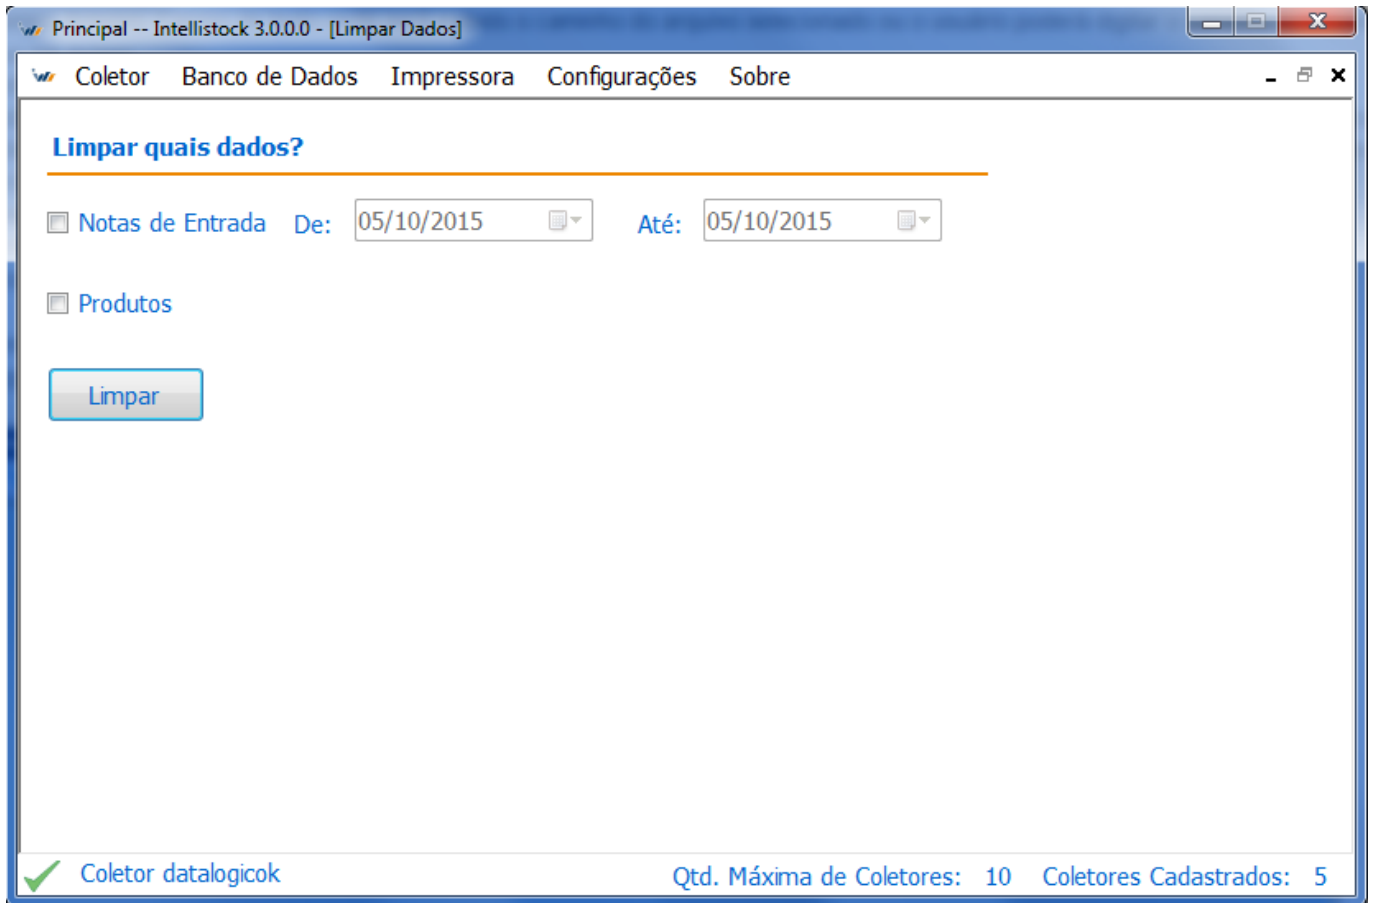 Principal -- Intellistock 3.0.0.0 - [Limpar Dados]
Coletor Banco de Dados Impressora Configurações Sobre
Limpar quais dados?
Notas de Entrada De: 05/10/2015 Até: 05/10/2015
Produtos
Limpar
Coletor datalogicok Qtd. Máxima de Coletores: 10 Coletores Cadastrados: 5